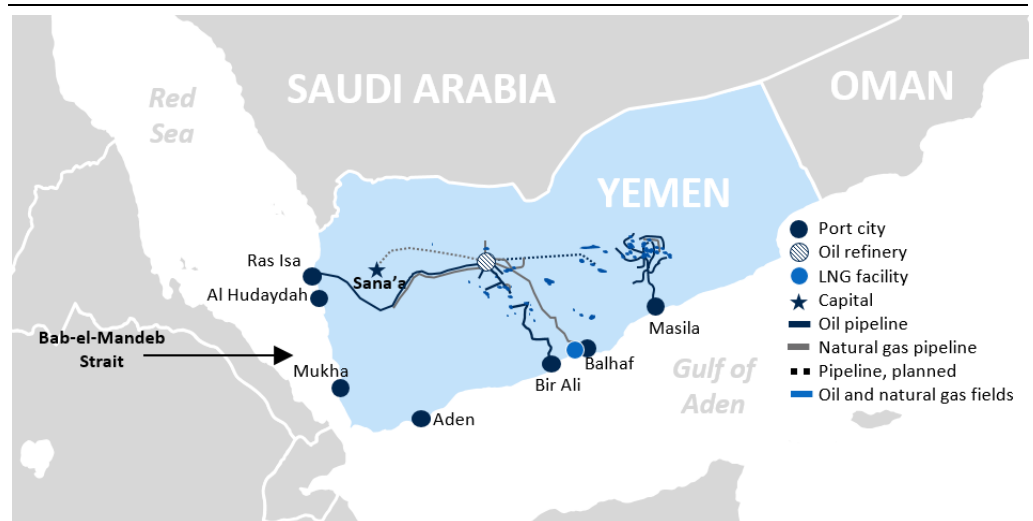 SAUDI ARABIA
OMAN
Red
Sea
YEMEN
Ras Isa
Sana'a
Al Hudaydah
Bab-el-Mandeb
Strait
Mukha
Aden
Bir Ali
Balhaf
Masila
Gulf of
Aden
Port city
Oil refinery
LNG facility
Capital
Oil pipeline
Natural gas pipeline
Pipeline, planned
Oil and natural gas fields